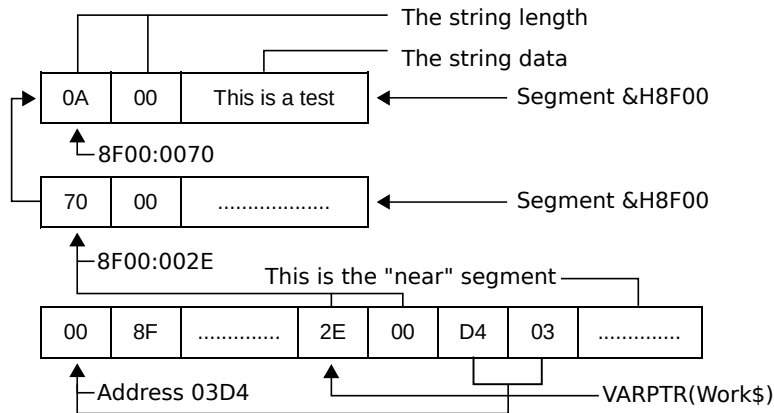 The string length
The string data
0A 00 This is a test
Segment &H8F00
8F00:0070
70 00 ...................
Segment &H8F00
8F00:002E
This is the "near" segment
00 8F .............. 2E 00 D4 03 ..............
Address 03D4
VARPTR(Work$)